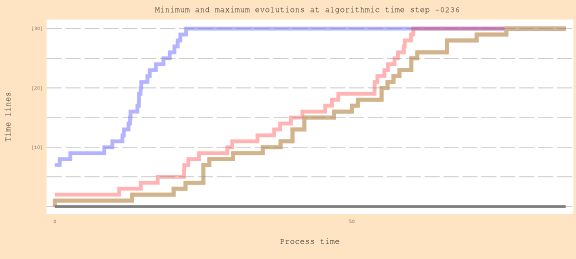 Minimum and maximum evolutions at algorithmic time step -0236
[30]
[20]
Time lines
[10]
0
50
Process time